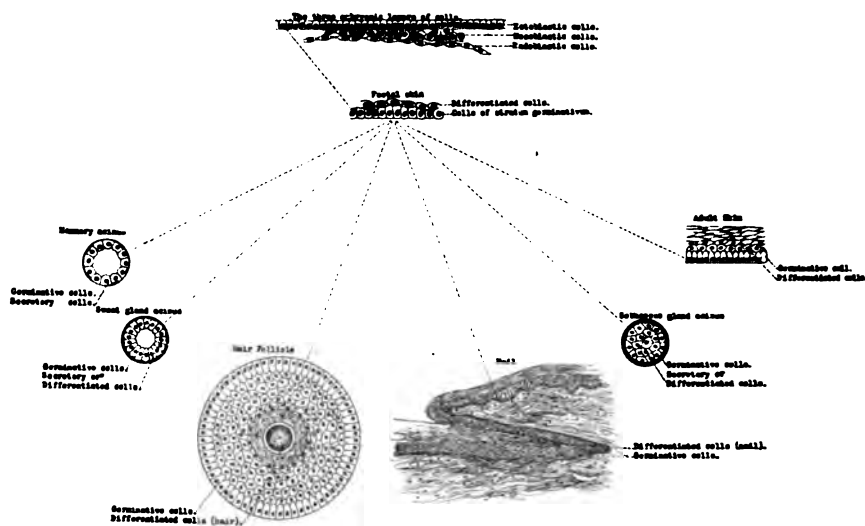 The three embryonic layers of cells.
Ectoblastic cells.
Mesoblastic cells.
Endoblastic cells.
Foetal skin
Differentiated cells.
Cells of stratum germinativum.
Mammary acinus
Germinative cells.
Secretory cells.
Sweat gland acinus
Germinative cells.
Secretory or
Differentiated cells.
Hair Follicle
Germinative cells.
Differentiated cells (hair).
Nail
Differentiated cells (nail).
Germinative cells.
Sebaceous gland acinus
Germinative cells.
Secretory or
Differentiated cells.
Adult Skin
Germinative cell.
Differentiated cells